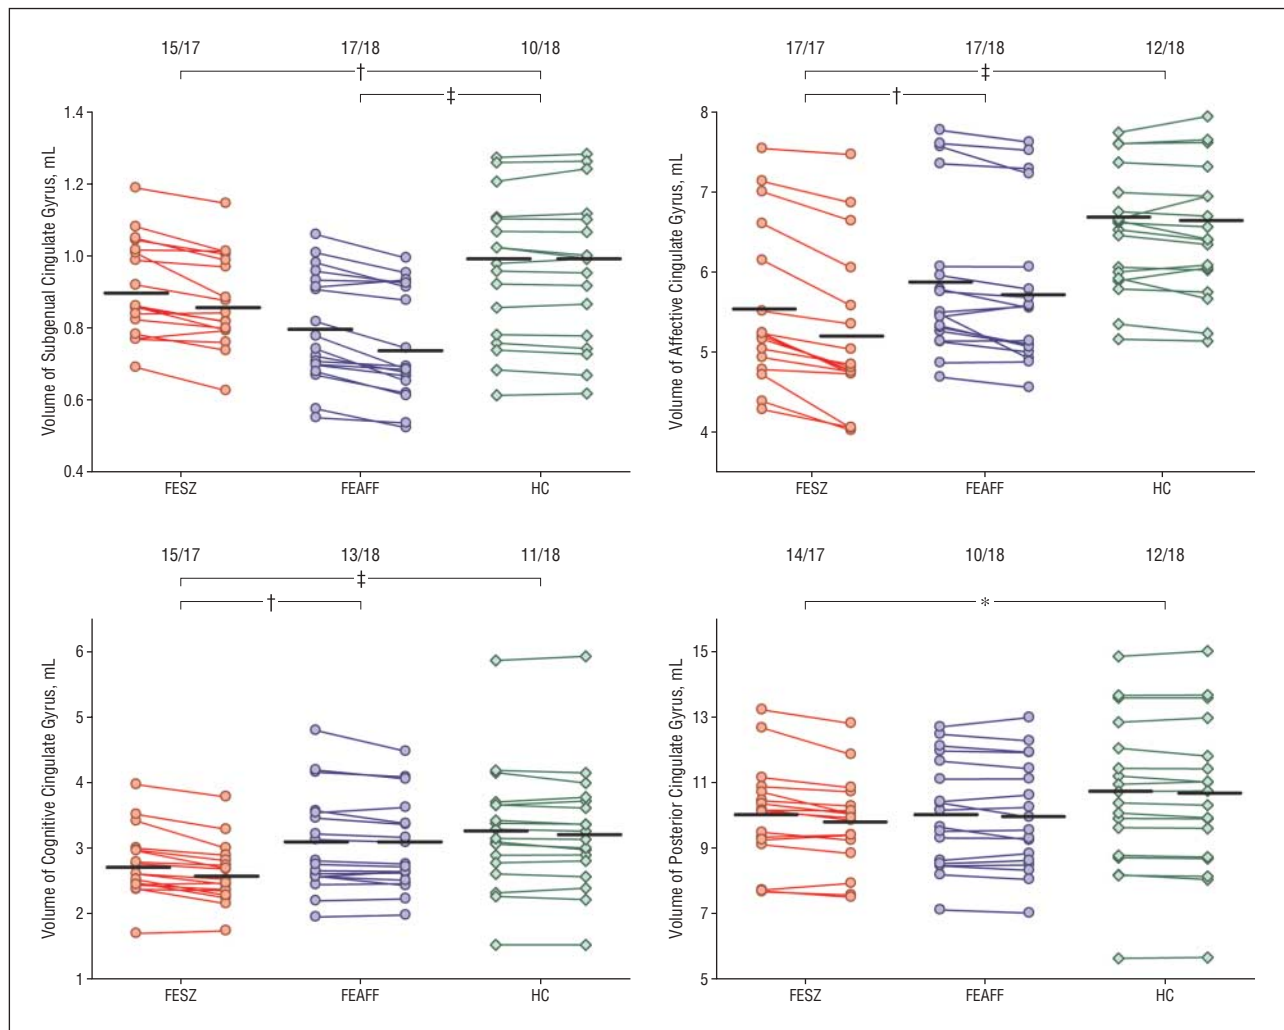 15/17 17/18 10/18
†
‡
Volume of Subgenual Cingulate Gyrus, mL
1.4
1.2
1.0
0.8
0.6
0.4
FESZ FEAFF HC
17/17 17/18 12/18
‡
†
Volume of Affective Cingulate Gyrus, mL
8
7
6
5
4
FESZ FEAFF HC
15/17 13/18 11/18
‡
†
Volume of Cognitive Cingulate Gyrus, mL
6
5
4
3
2
1
FESZ FEAFF HC
14/17 10/18 12/18
*
Volume of Posterior Cingulate Gyrus, mL
15
13
11
9
7
5
FESZ FEAFF HC